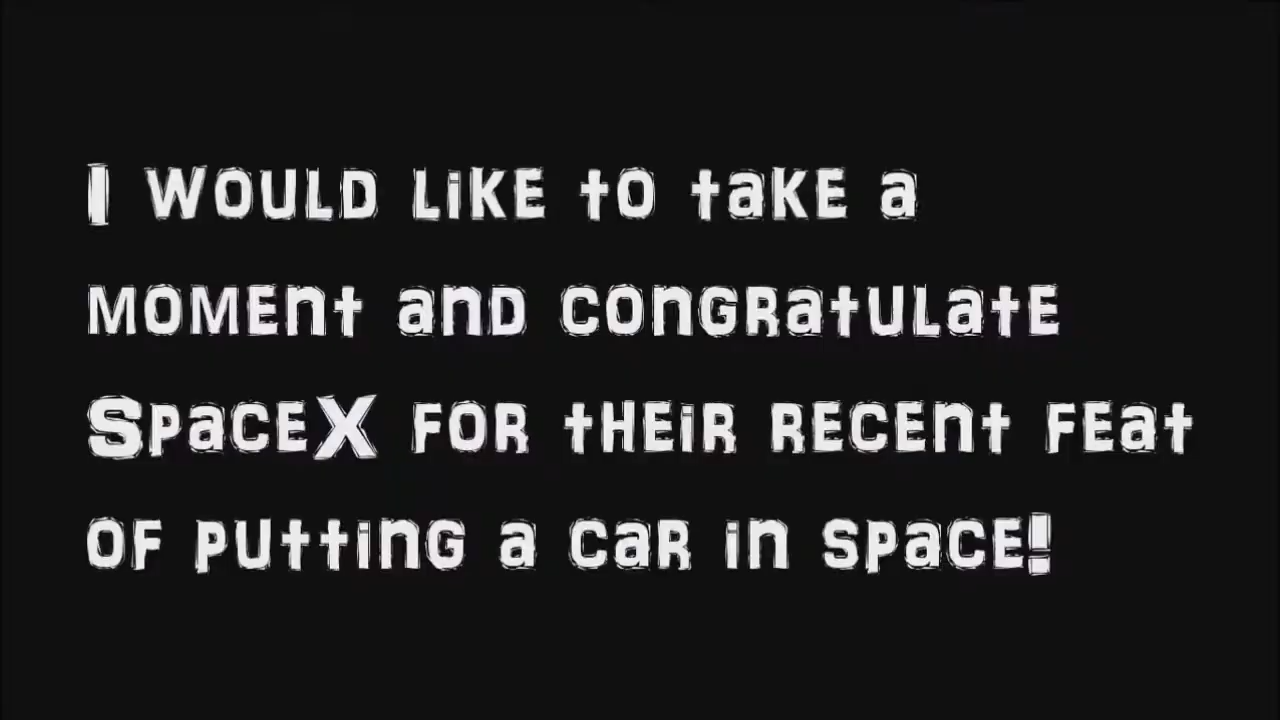 I would like to take a
moment and congratulate
SpaceX for their recent feat
of putting a car in space!